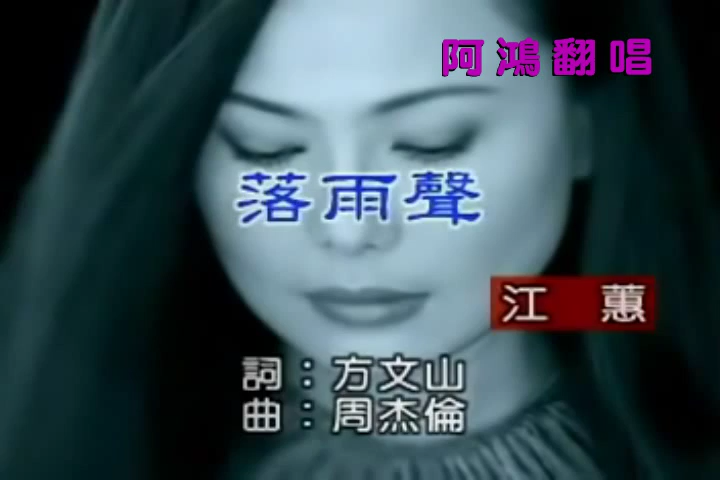 阿鴻翻唱
落雨聲
江 蕙
詞：方文山
曲：周杰倫